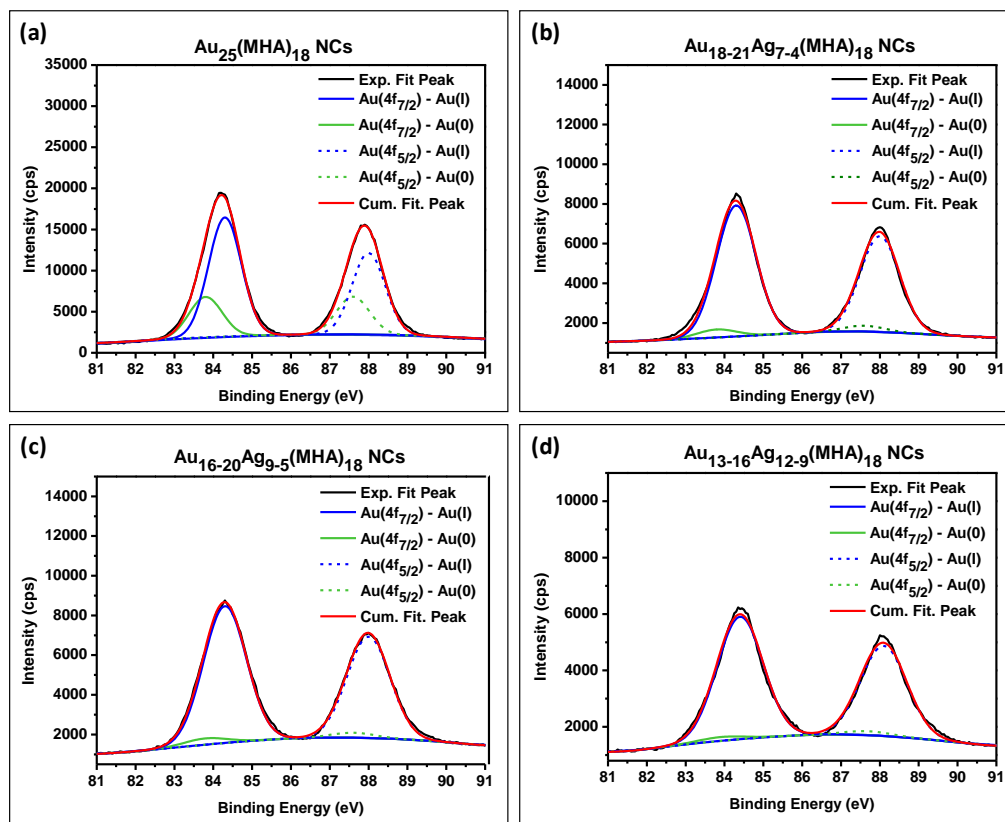 (a)
Au25(MHA)18 NCs
35000
30000
25000
20000
15000
10000
5000
0
Intensity (cps)
Exp. Fit Peak
Au(4f7/2) - Au(I)
Au(4f7/2) - Au(0)
Au(4f5/2) - Au(I)
Au(4f5/2) - Au(0)
Cum. Fit. Peak
81 82 83 84 85 86 87 88 89 90 91
Binding Energy (eV)
(b)
Au18-21Ag7-4(MHA)18 NCs
14000
12000
10000
8000
6000
4000
2000
Intensity (cps)
Exp. Fit Peak
Au(4f7/2) - Au(I)
Au(4f7/2) - Au(0)
Au(4f5/2) - Au(I)
Au(4f5/2) - Au(0)
Cum. Fit. Peak
81 82 83 84 85 86 87 88 89 90 91
Binding Energy (eV)
(c)
Au16-20Ag9-5(MHA)18 NCs
14000
12000
10000
8000
6000
4000
2000
Intensity (cps)
Exp. Fit Peak
Au(4f7/2) - Au(I)
Au(4f7/2) - Au(0)
Au(4f5/2) - Au(I)
Au(4f5/2) - Au(0)
Cum. Fit. Peak
81 82 83 84 85 86 87 88 89 90 91
Binding Energy (eV)
(d)
Au13-16Ag12-9(MHA)18 NCs
10000
8000
6000
4000
2000
Intensity (cps)
Exp. Fit Peak
Au(4f7/2) - Au(I)
Au(4f7/2) - Au(0)
Au(4f5/2) - Au(I)
Au(4f5/2) - Au(0)
Cum. Fit. Peak
81 82 83 84 85 86 87 88 89 90 91
Binding Energy (eV)